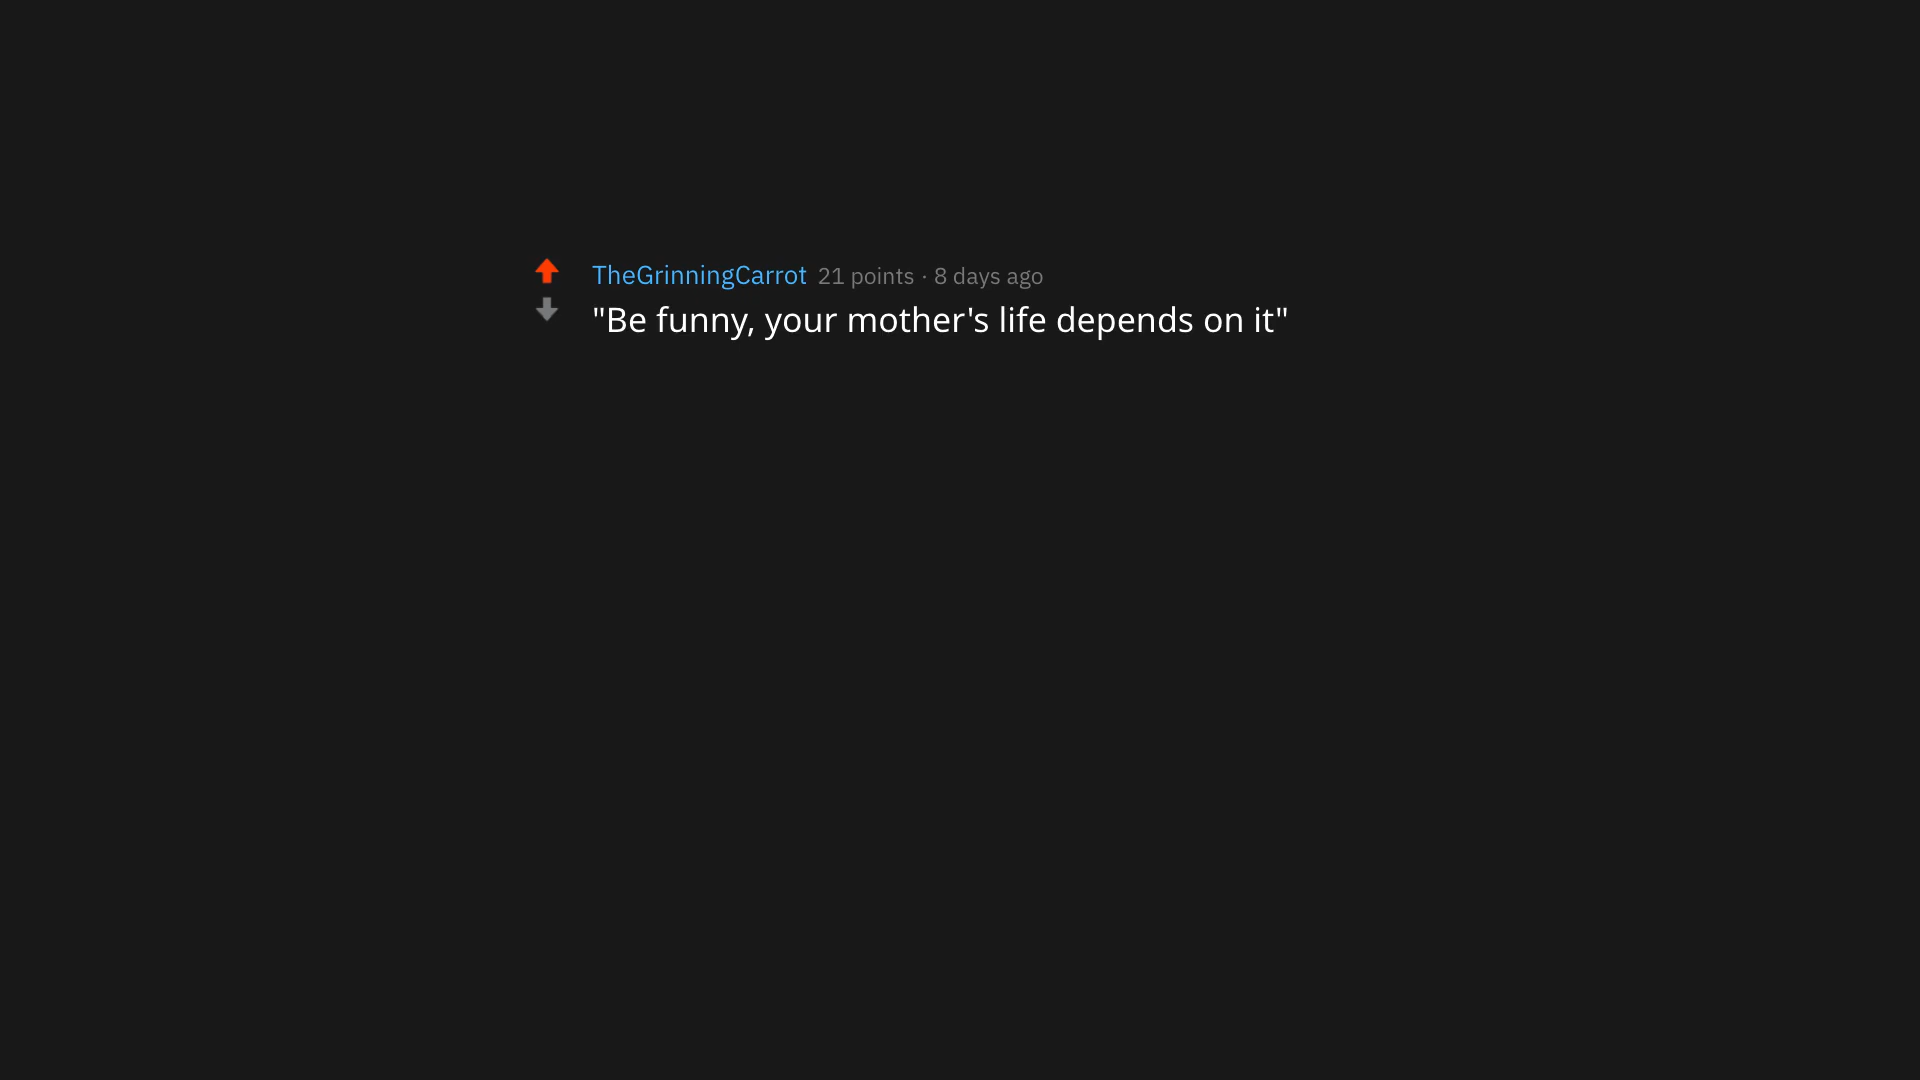 TheGrinningCarrot 21 points · 8 days ago
"Be funny, your mother's life depends on it"